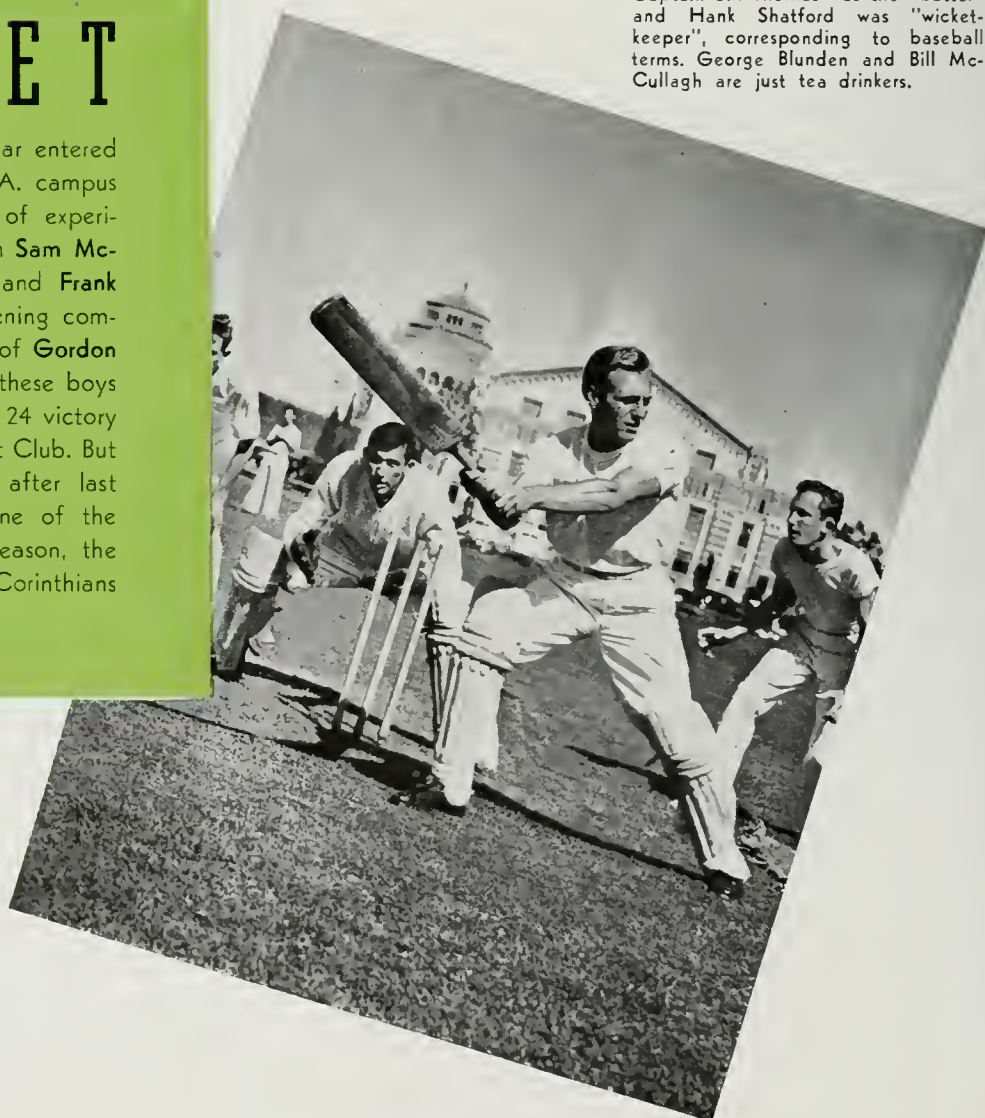 ET
ar entered
A. campus
of experi-
Sam Mc-
and Frank
ening com-
of Gordon
these boys
24 victory
t Club. But
after last
ne of the
eason, the
Corinthians
and Hank Shatford was "wicket-
keeper", corresponding to baseball
terms. George Blunden and Bill Mc-
Cullagh are just tea drinkers.